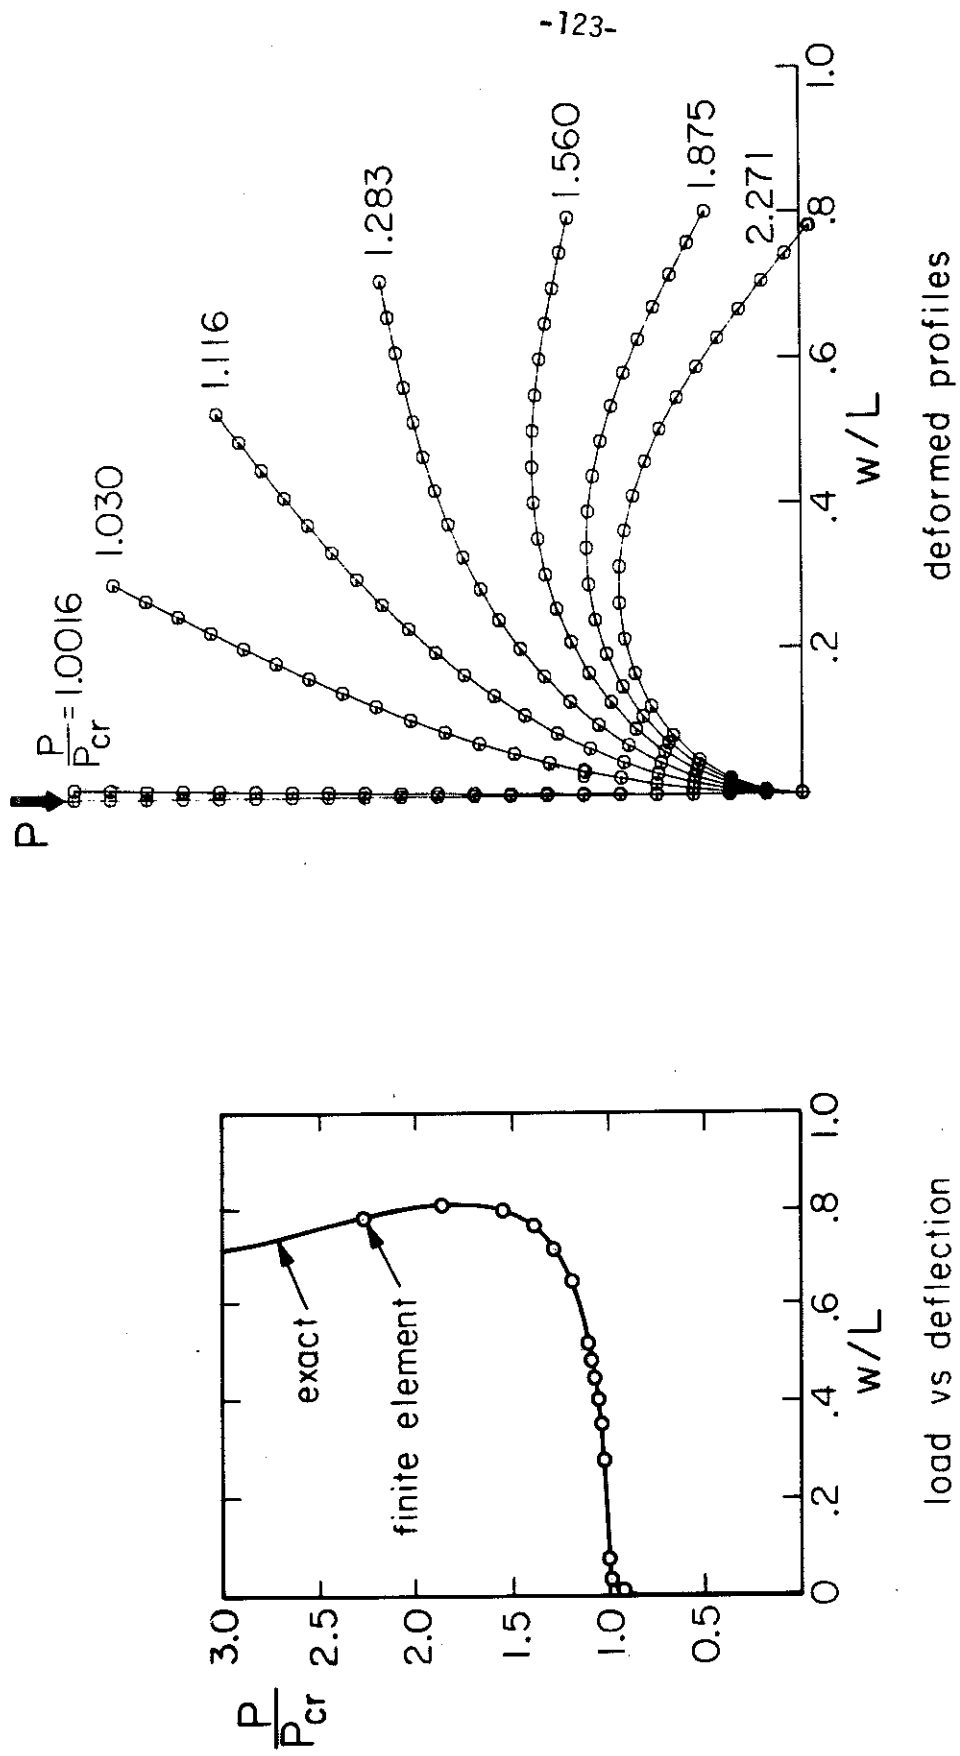 -123-
P/Pcr
3.0
2.5
2.0
1.5
1.0
0.5
0
.2
.4
.6
.8
1.0
w/L
exact
finite element
load vs deflection
P
P/Pcr = 1.0016
1.030
1.116
1.283
1.560
1.875
2.271
.2
.4
.6
.8
1.0
w/L
deformed profiles